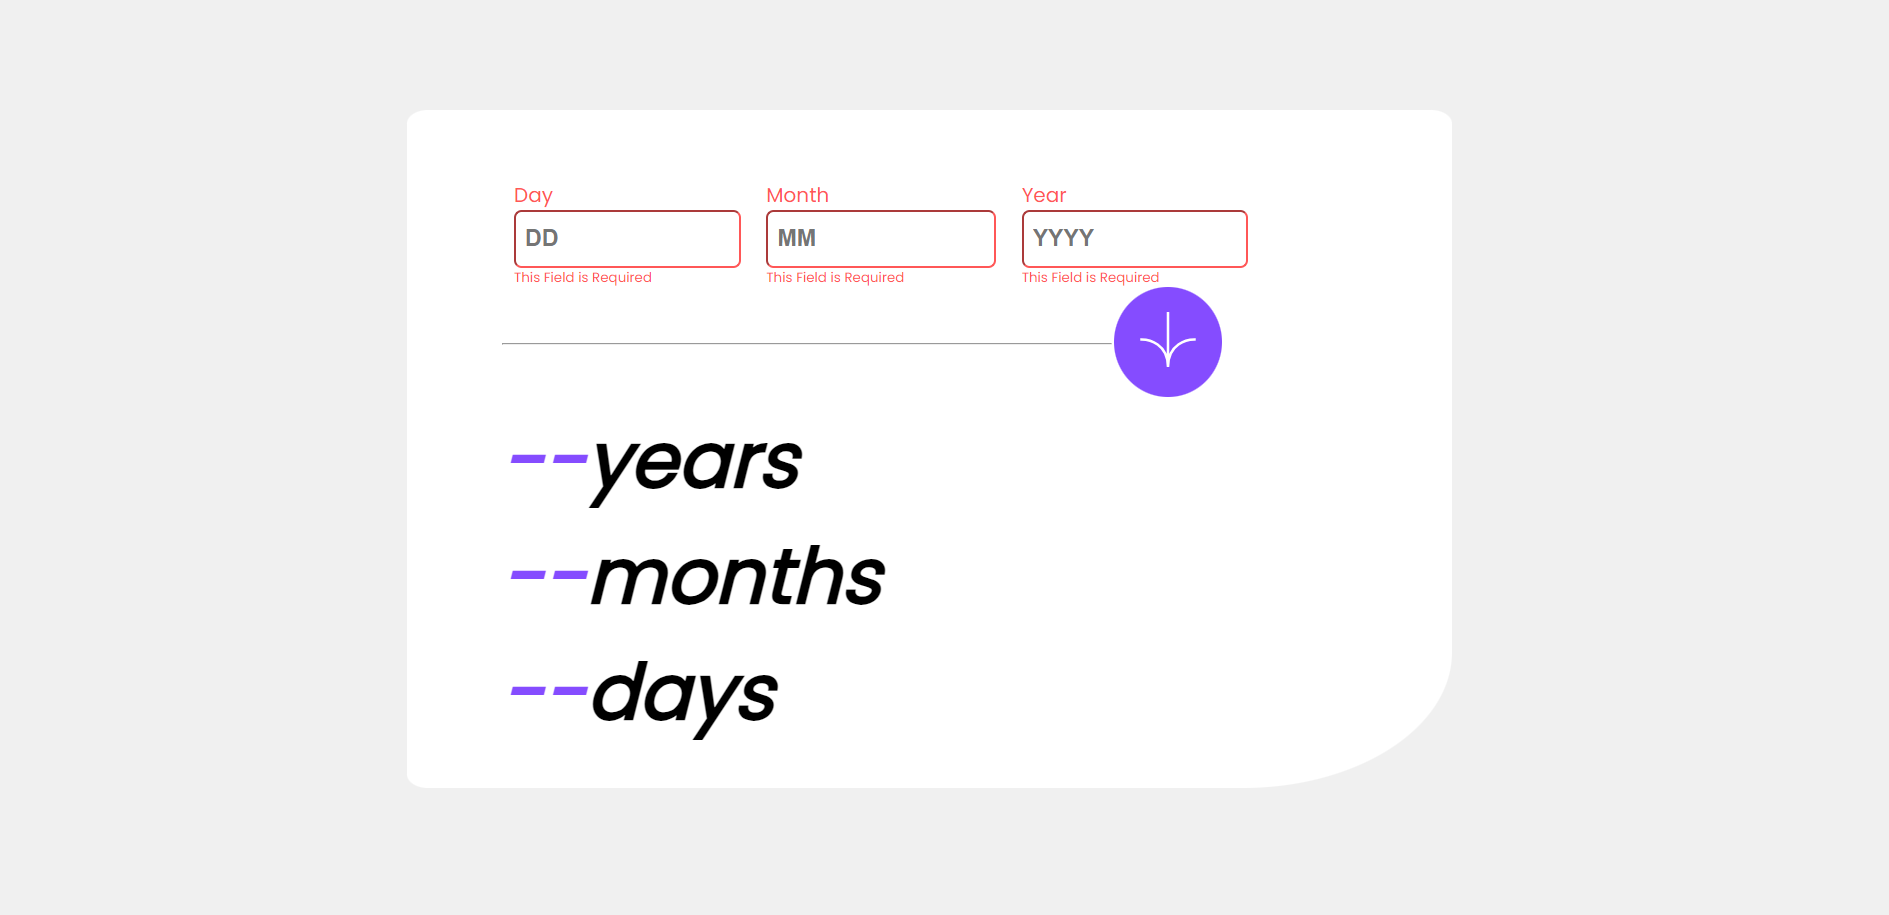 Day Month Year
DD MM YYYY
This Field is Required This Field is Required This Field is Required
--years
--months
--days